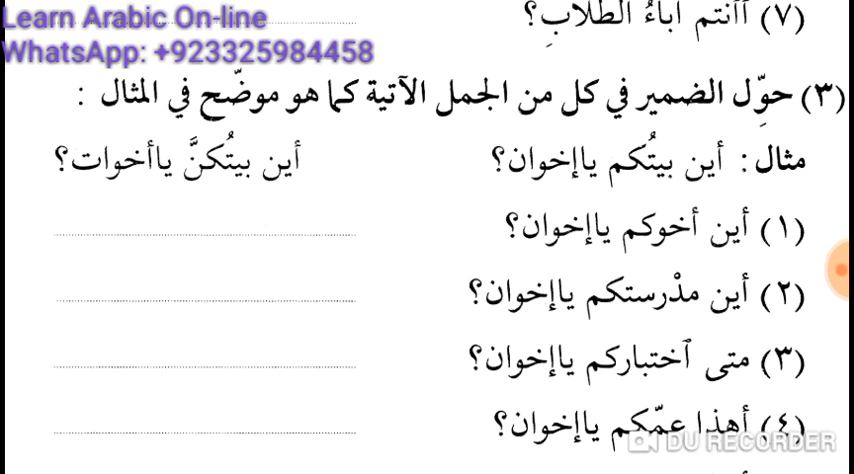 Learn Arabic On-line
WhatsApp: +923325984458
(٧) أأنتم آباءُ الطلابِ؟
(٣) حوِّل الضمير في كل من الجمل الآتية كما هو موضّح في المثال :
مثال : أين بيتُكم ياإخوان؟ أين بيتُكنَّ ياأخوات؟
(١) أين أخوكم ياإخوان؟
(٢) أين مدْرستكم ياإخوان؟
(٣) متى ٱختباركم ياإخوان؟
(٤) أهذا عمّكم ياإخوان؟
DU RECORDER